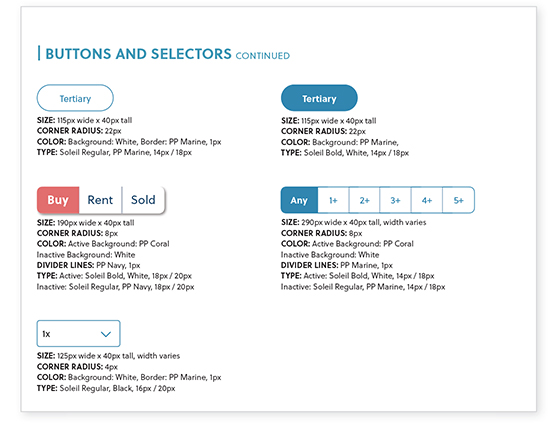 BUTTONS AND SELECTORS CONTINUED
Tertiary
SIZE: 115px wide x 40px tall
CORNER RADIUS: 22px
COLOR: Background: White, Border: PP Marine, 1px
TYPE: Soleil Regular, PP Marine, 14px / 18px
Tertiary
SIZE: 115px wide x 40px tall
CORNER RADIUS: 22px
COLOR: Background: PP Marine,
TYPE: Soleil Bold, White, 14px / 18px
Buy Rent Sold
SIZE: 190px wide x 40px tall
CORNER RADIUS: 8px
COLOR: Active Background: PP Coral
Inactive Background: White
DIVIDER LINES: PP Navy, 1px
TYPE: Active: Soleil Bold, White, 18px / 20px
Inactive: Soleil Regular, PP Navy, 18px / 20px
Any 1+ 2+ 3+ 4+ 5+
SIZE: 290px wide x 40px tall, width varies
CORNER RADIUS: 8px
COLOR: Active Background: PP Coral
Inactive Background: White
DIVIDER LINES: PP Marine, 1px
TYPE: Active: Soleil Bold, White, 14px / 18px
Inactive: Soleil Regular, PP Marine, 14px / 18px
1x
SIZE: 125px wide x 40px tall, width varies
CORNER RADIUS: 4px
COLOR: Background: White, Border: PP Marine, 1px
TYPE: Soleil Regular, Black, 16px / 20px